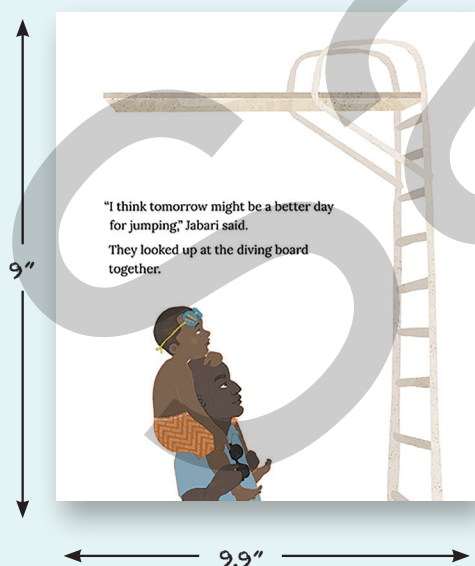 “I think tomorrow might be a better day
for jumping,” Jabari said.
They looked up at the diving board
together.
9”
9.9”